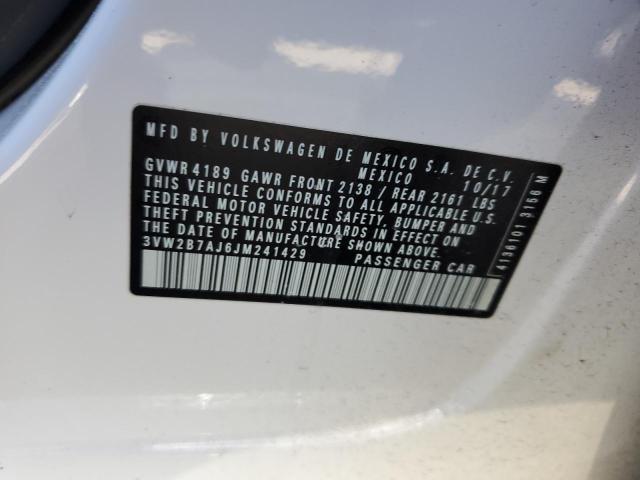 MFD BY VOLKSWAGEN DE MEXICO S.A. DE C.V.
MEXICO 10/17
GVWR 4189 GAWR FRONT 2138 / REAR 2161 LBS
THIS VEHICLE CONFORMS TO ALL APPLICABLE U.S.
FEDERAL MOTOR VEHICLE SAFETY, BUMPER AND
THEFT PREVENTION STANDARDS IN EFFECT ON
THE DATE OF MANUFACTURE SHOWN ABOVE.
3VW2B7AJ6JM241429 PASSENGER CAR
4136101 3156 M